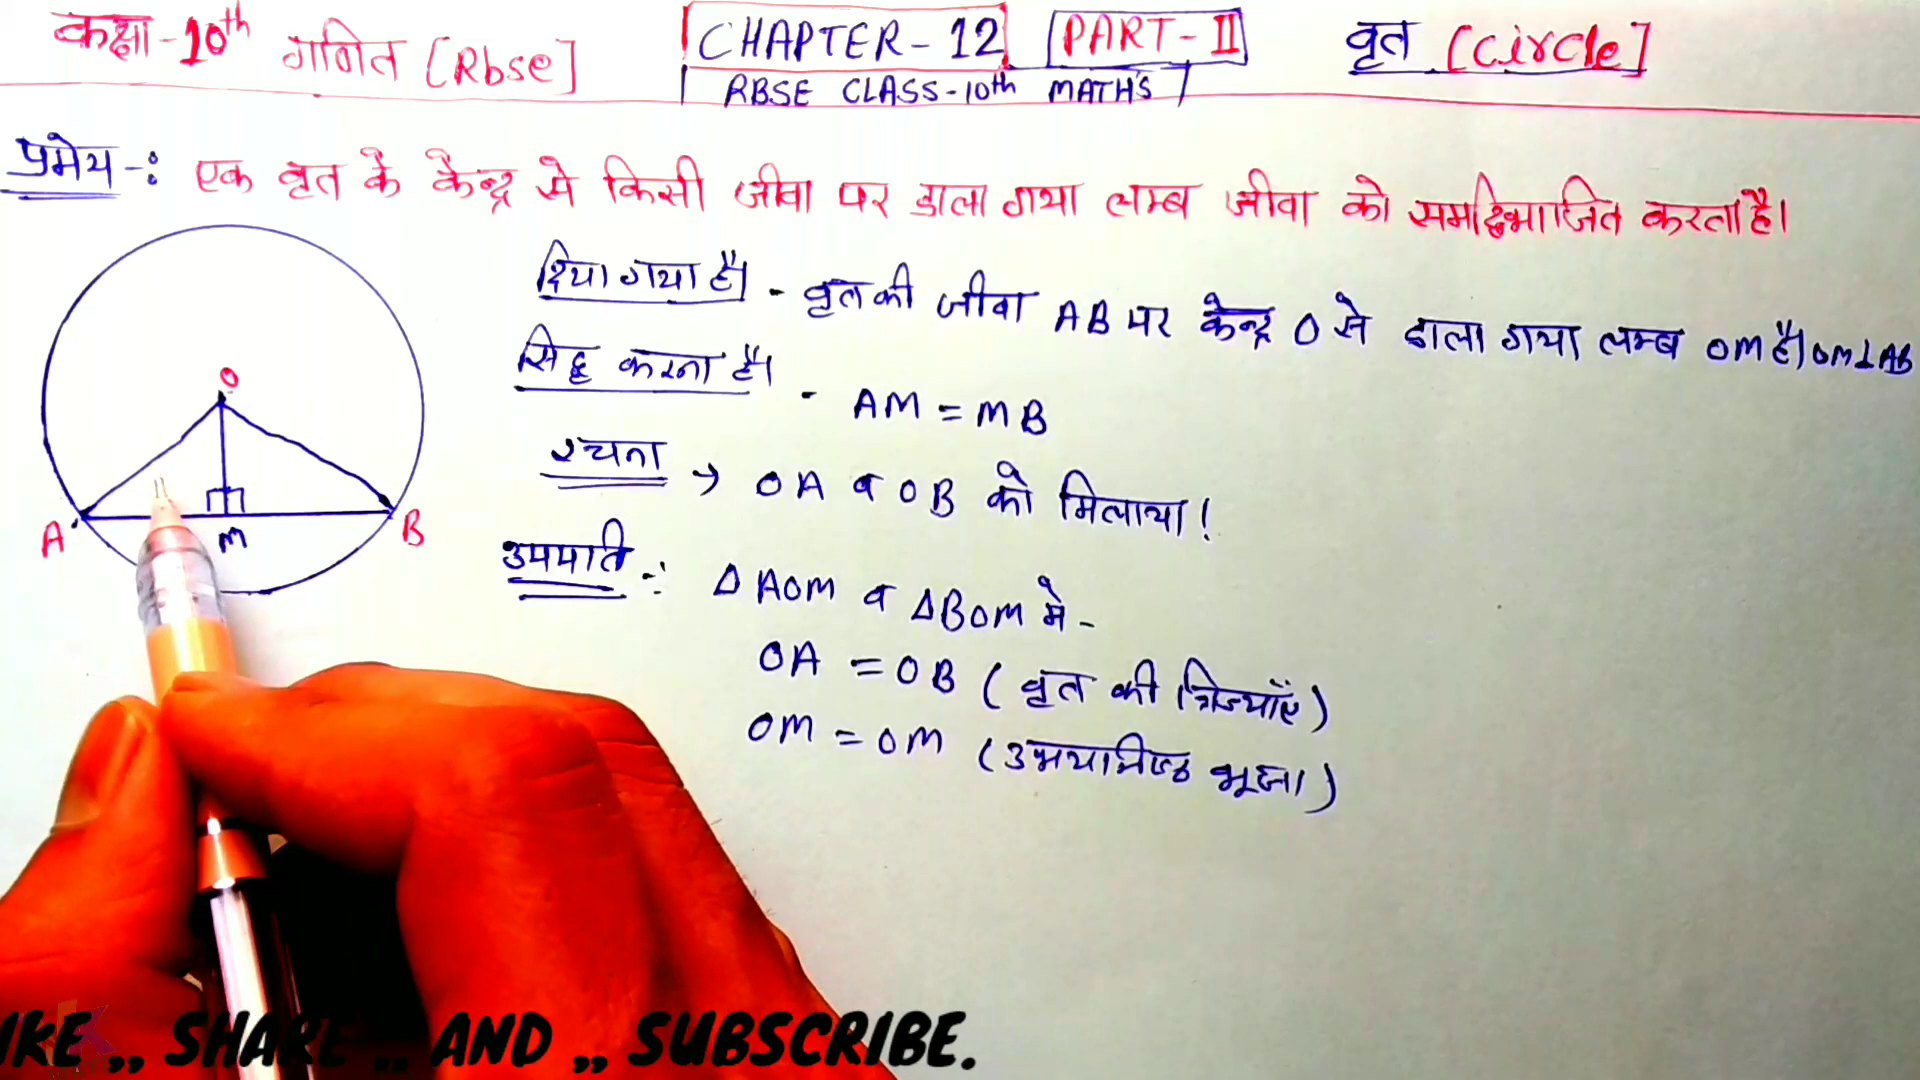 कक्षा-10th गणित [Rbse]
CHAPTER-12 PART-II
RBSE CLASS-10th MATH'S
वृत [Circle]
प्रमेय-: एक वृत के केन्द्र से किसी जीवा पर डाला गया लम्ब जीवा को समद्विभाजित करता है।
दिया गया है। - वृत की जीवा AB पर केन्द्र O से डाला गया लम्ब OM है। OM⊥AB
सिद्ध करना है। - AM = MB
रचना → OA व OB को मिलाया!
उपपति -: ΔAOM व ΔBOM मे -
OA = OB (वृत की त्रिज्याँए)
OM = OM (उभयनिष्ठ भूजा)
O
A
M
B
IKE ,, SHARE ,, AND ,, SUBSCRIBE.